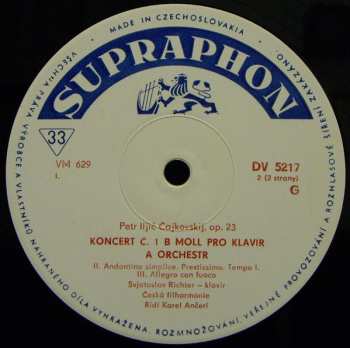 MADE IN CZECHOSLOVAKIA
SUPRAPHON
VŠECHNA PRÁVA VÝROBCE A VLASTNÍKŮ NAHRANÉHO DÍLA VYHRAZENA. ROZMNOŽOVÁNÍ, VEŘEJNÉ PROVOZOVÁNÍ A ROZHLASOVÉ ŠÍŘENÍ ZAKÁZÁNO
33
VM 629
I.
DV 5217
2 (2 strany)
G
Petr Iljič Čajkovskij, op. 23
KONCERT Č. 1 B MOLL PRO KLAVÍR
A ORCHESTR
II. Andantino simplice. Prestissimo. Tempo I.
III. Allegro con fuoco
Svjatoslav Richter - klavír
Česká filharmonie
Řídí Karel Ančerl